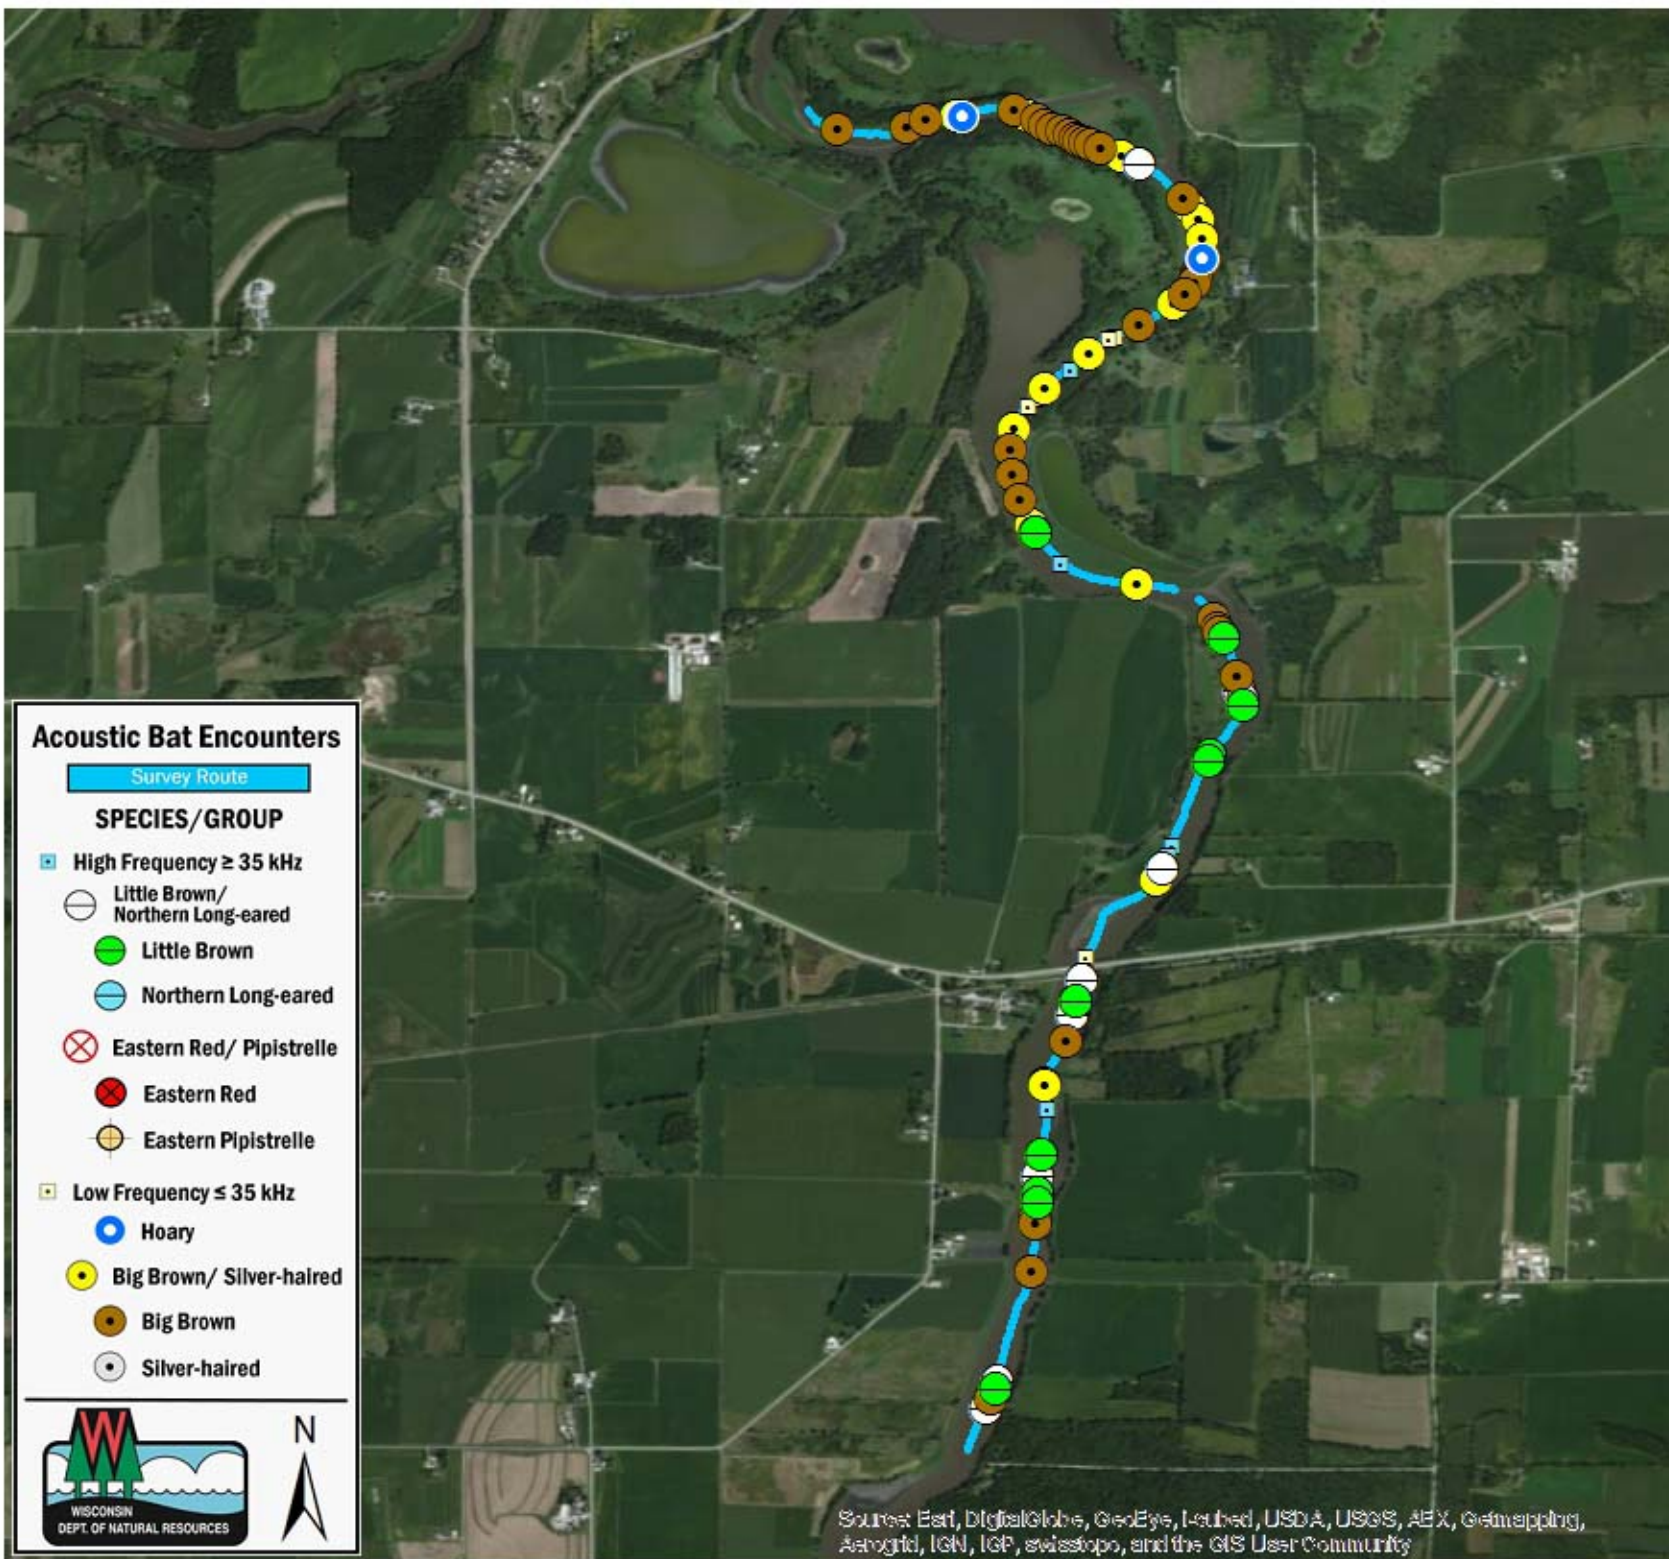 Acoustic Bat Encounters
Survey Route
SPECIES/GROUP
High Frequency ≥ 35 kHz
Little Brown/
Northern Long-eared
Little Brown
Northern Long-eared
Eastern Red/ Pipistrelle
Eastern Red
Eastern Pipistrelle
Low Frequency ≤ 35 kHz
Hoary
Big Brown/ Silver-haired
Big Brown
Silver-haired
N
W
WISCONSIN
DEPT. OF NATURAL RESOURCES
Source: Esri, DigitalGlobe, GeoEye, i-cubed, USDA, USGS, AEX, Getmapping,
Aerogrid, IGN, IGP, swisstopo, and the GIS User Community